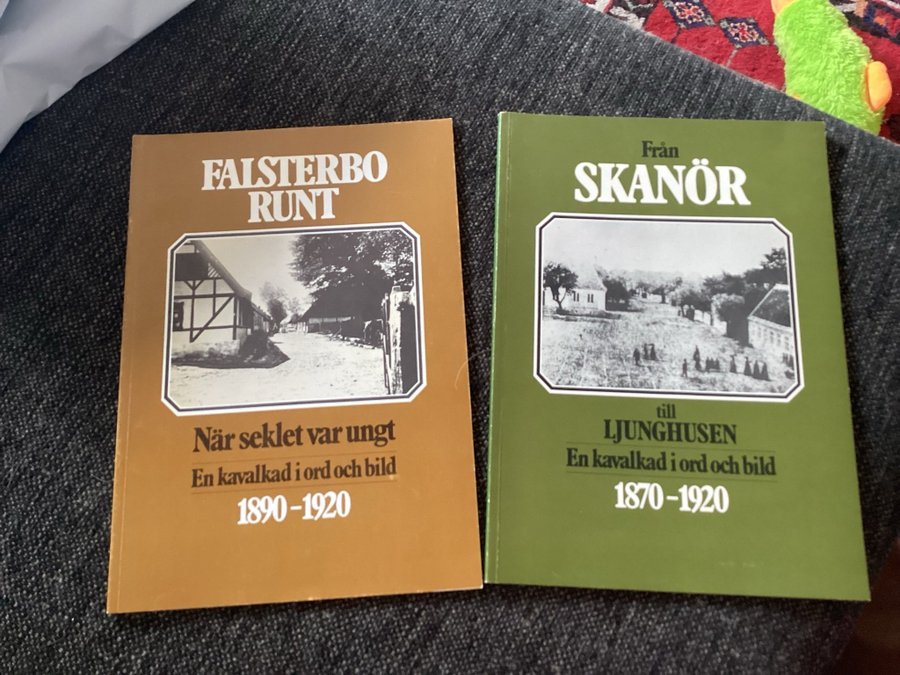 FALSTERBO
RUNT
När seklet var ungt
En kavalkad i ord och bild
1890–1920
Från
SKANÖR
till
LJUNGHUSEN
En kavalkad i ord och bild
1870–1920